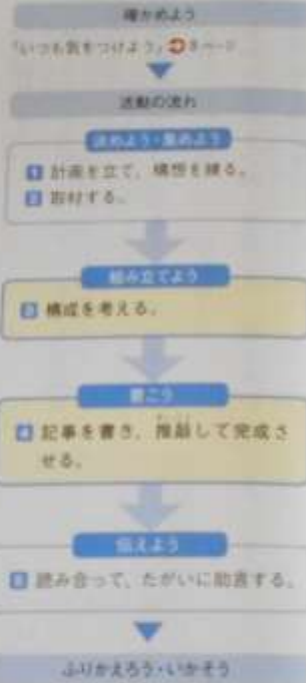 確かめよう
「いつも気をつけよう」 8ページ
活動の流れ
決めよう・集めよう
1 計画を立て、構想を練る。
2 取材する。
組み立てよう
3 構成を考える。
書こう
4 記事を書き、推敲して完成さ
せる。
伝えよう
5 読み合って、たがいに助言する。
ふりかえろう・いかそう